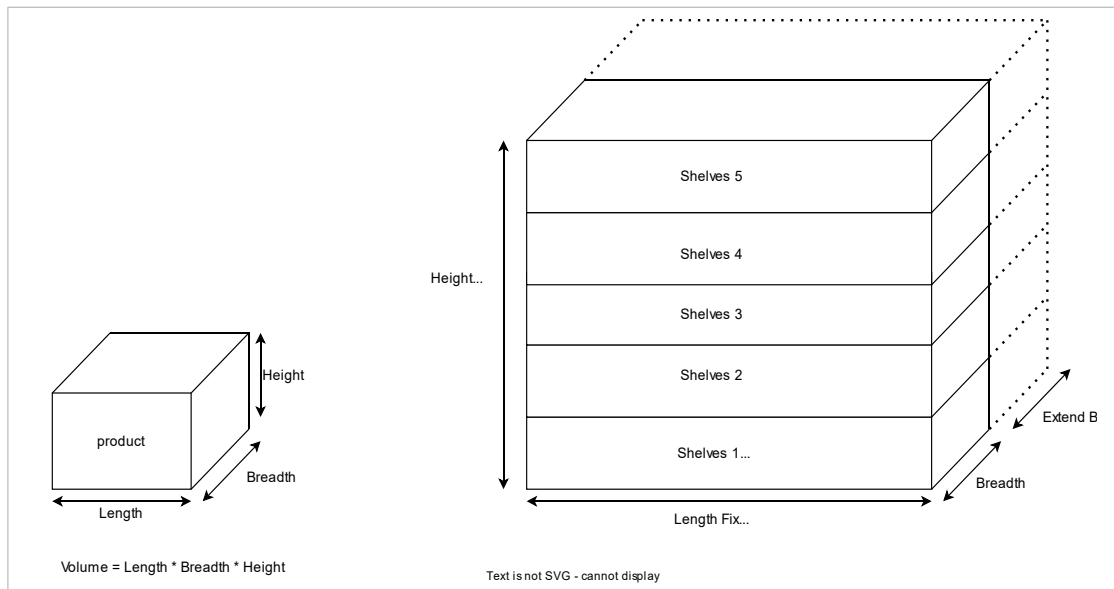 product
Height
Breadth
Length
Volume = Length * Breadth * Height
Shelves 5
Shelves 4
Shelves 3
Shelves 2
Shelves 1...
Height...
Length Fix...
Breadth
Extend B
Text is not SVG - cannot display